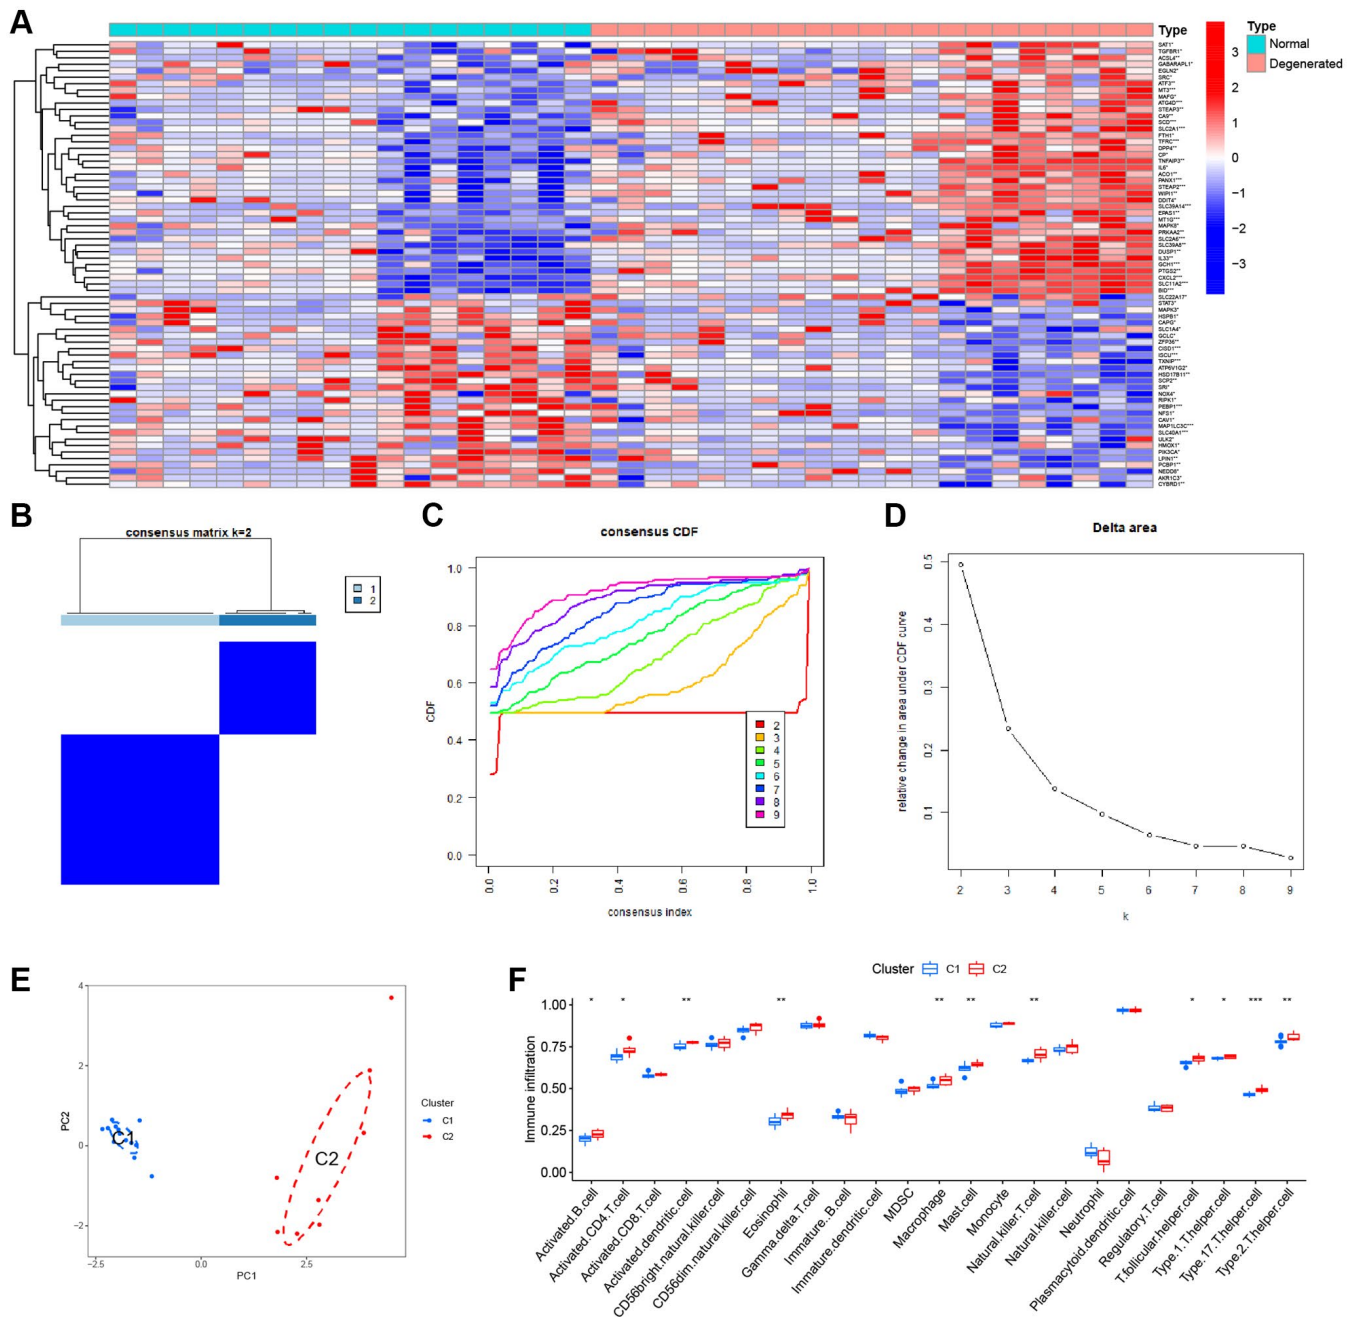 A
Type
SAT1*
TGFBR1*
ACSL4**
GABARAPL1*
EGLN2*
SRC*
ATF3**
MT3***
MAFG*
ATG4D***
STEAP3**
CA9**
SCD***
SLC2A1***
FTH1*
TFRC***
DPP4**
CP*
TNFAIP3**
IL6*
ACO1**
PANX1***
STEAP2***
WIPI1**
DDIT4*
SLC39A14***
EPAS1**
MT1G***
MAPK8*
PRKAA2**
SLC2A6***
SLC39A8**
DUSP1**
IL33**
GCH1***
PTGS2**
CXCL2***
SLC11A2***
BID***
SLC22A17*
STAT3*
MAPK3*
HSPB1*
CAPG*
SLC1A4*
GCLC*
ZFP36**
CISD1***
ISCU***
TXNIP***
ATP6V1G2*
HSD17B11**
SCP2**
SRI*
NOX4*
RIPK1*
PEBP1***
NFS1*
CAV1*
MAP1LC3C***
SLC40A1***
ULK2*
HMOX1*
PIK3CA*
LPIN1**
PCBP1**
NEDD8*
AKR1C3*
CYBRD1**
3
2
1
0
−1
−2
−3
Type
Normal
Degenerated
B
consensus matrix k=2
1
2
C
consensus CDF
CDF
1.0
0.8
0.6
0.4
0.2
0.0
2
3
4
5
6
7
8
9
0.0
0.2
0.4
0.6
0.8
1.0
consensus index
D
Delta area
relative change in area under CDF curve
0.5
0.4
0.3
0.2
0.1
2
3
4
5
6
7
8
9
k
E
PC2
4
2
0
−2
C1
C2
Cluster
C1
C2
−2.5
0.0
2.5
PC1
F
Cluster
C1
C2
Immune infiltration
1.00
0.75
0.50
0.25
0.00
*
*
**
**
**
**
**
*
*
***
**
Activated.B.cell
Activated.CD4.T.cell
Activated.CD8.T.cell
Activated.dendritic.cell
CD56bright.natural.killer.cell
CD56dim.natural.killer.cell
Eosinophil
Gamma.delta.T.cell
Immature..B.cell
Immature.dendritic.cell
MDSC
Macrophage
Mast.cell
Monocyte
Natural.killer.T.cell
Natural.killer.cell
Neutrophil
Plasmacytoid.dendritic.cell
Regulatory.T.cell
T.follicular.helper.cell
Type.1.T.helper.cell
Type.17.T.helper.cell
Type.2.T.helper.cell